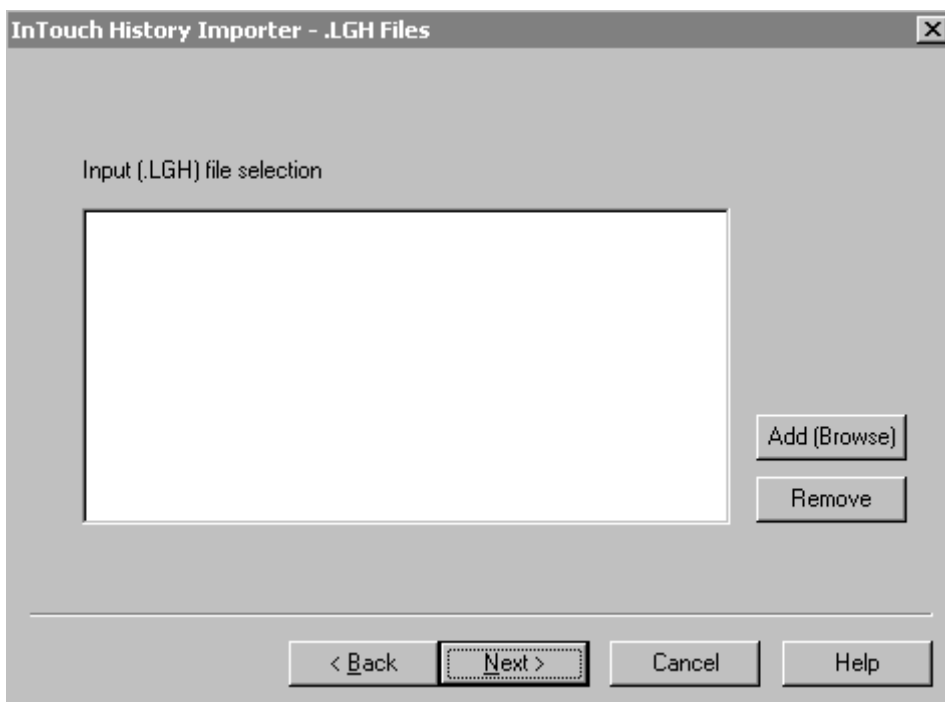 InTouch History Importer - .LGH Files
Input (.LGH) file selection
Add (Browse)
Remove
< Back Next > Cancel Help